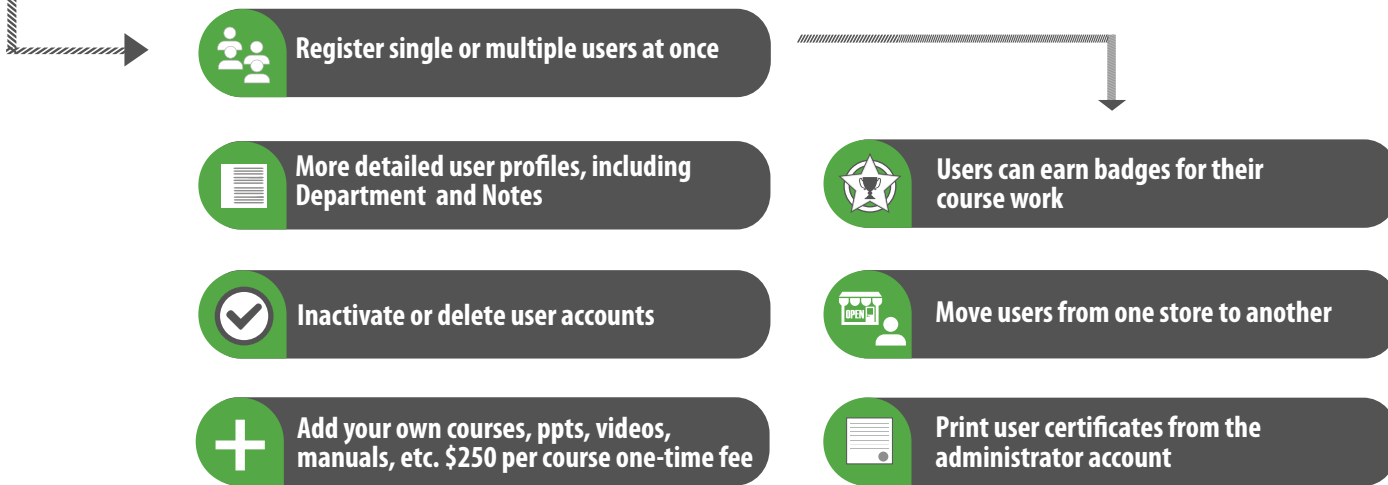 Register single or multiple users at once
More detailed user profiles, including
Department and Notes
Inactivate or delete user accounts
Add your own courses, ppts, videos,
manuals, etc. $250 per course one-time fee
Users can earn badges for their
course work
OPEN
Move users from one store to another
Print user certificates from the
administrator account